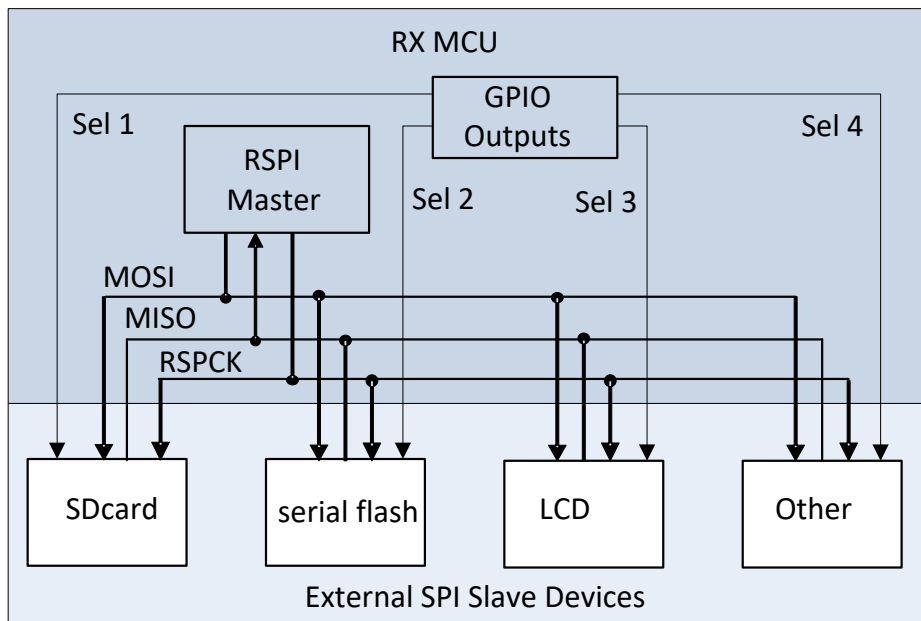 RX MCU
GPIO
Outputs
Sel 1
Sel 4
RSPI
Master
Sel 2
Sel 3
MOSI
MISO
RSPCK
SDcard
serial flash
LCD
Other
External SPI Slave Devices